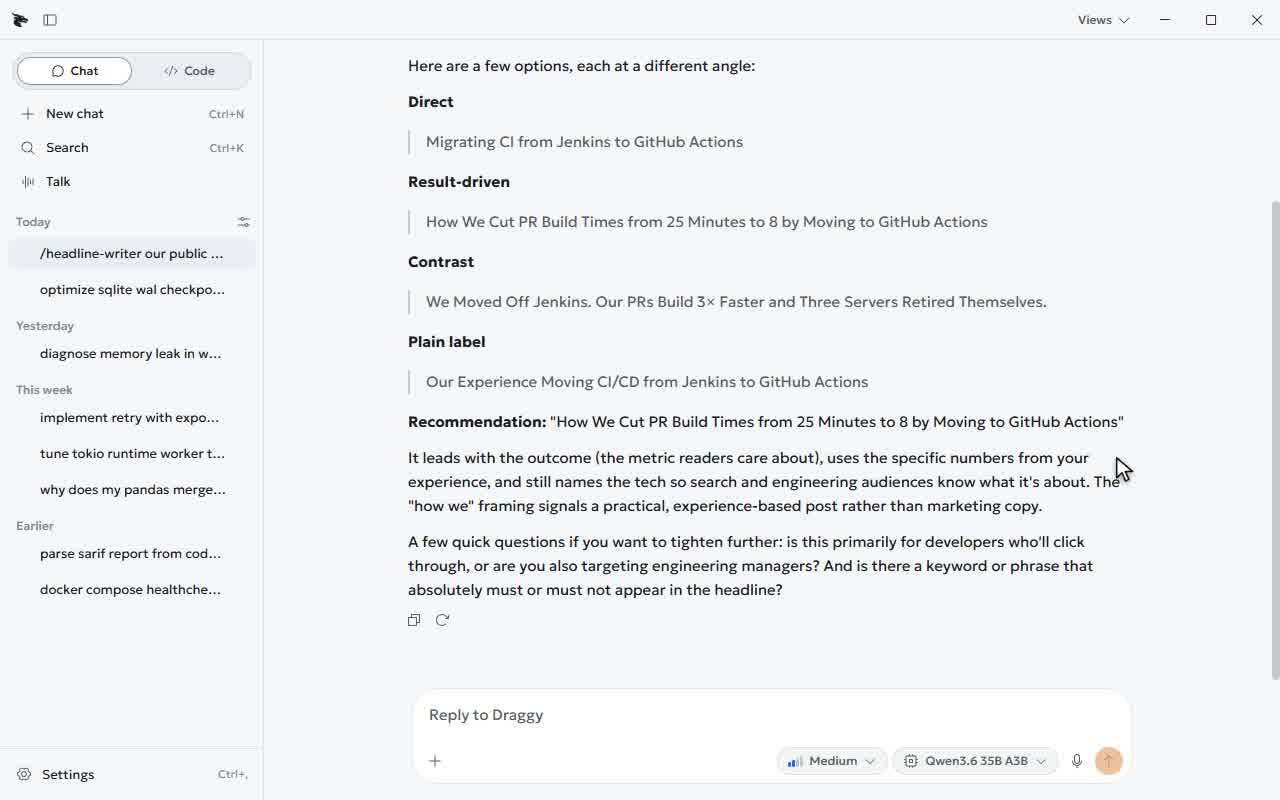 Views
Chat
Code
New chat
Ctrl+N
Search
Ctrl+K
Talk
Today
/headline-writer our public ...
optimize sqlite wal checkpo...
Yesterday
diagnose memory leak in w...
This week
implement retry with expo...
tune tokio runtime worker t...
why does my pandas merge...
Earlier
parse sarif report from cod...
docker compose healthche...
Settings
Ctrl+,
Here are a few options, each at a different angle:
Direct
Migrating CI from Jenkins to GitHub Actions
Result-driven
How We Cut PR Build Times from 25 Minutes to 8 by Moving to GitHub Actions
Contrast
We Moved Off Jenkins. Our PRs Build 3× Faster and Three Servers Retired Themselves.
Plain label
Our Experience Moving CI/CD from Jenkins to GitHub Actions
Recommendation: "How We Cut PR Build Times from 25 Minutes to 8 by Moving to GitHub Actions"
It leads with the outcome (the metric readers care about), uses the specific numbers from your
experience, and still names the tech so search and engineering audiences know what it's about. The
"how we" framing signals a practical, experience-based post rather than marketing copy.
A few quick questions if you want to tighten further: is this primarily for developers who'll click
through, or are you also targeting engineering managers? And is there a keyword or phrase that
absolutely must or must not appear in the headline?
Reply to Draggy
Medium
Qwen3.6 35B A3B